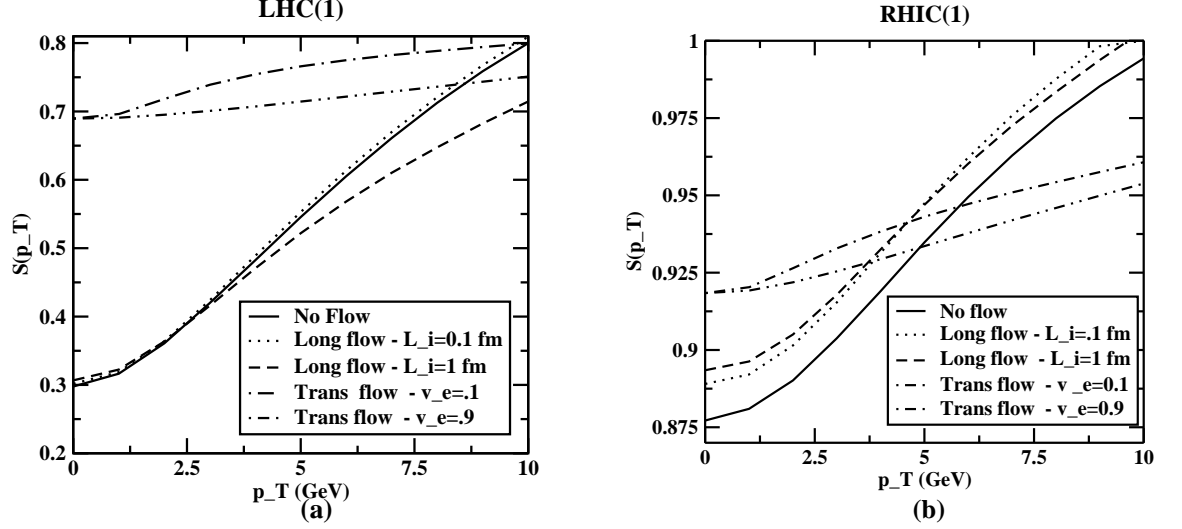 LHC(1)
S(p_T)
0.8
0.7
0.6
0.5
0.4
0.3
0.2
No Flow
Long flow - L_i=0.1 fm
Long flow - L_i=1 fm
Trans flow - v_e=.1
Trans flow - v_e=.9
0
2.5
5
7.5
10
p_T (GeV)
(a)
RHIC(1)
S(p_T)
1
0.975
0.95
0.925
0.9
0.875
No flow
Long flow - L_i=.1 fm
Long flow - L_i=1 fm
Trans flow - v_e=0.1
Trans flow - v_e=0.9
0
2.5
5
7.5
10
p_T (GeV)
(b)